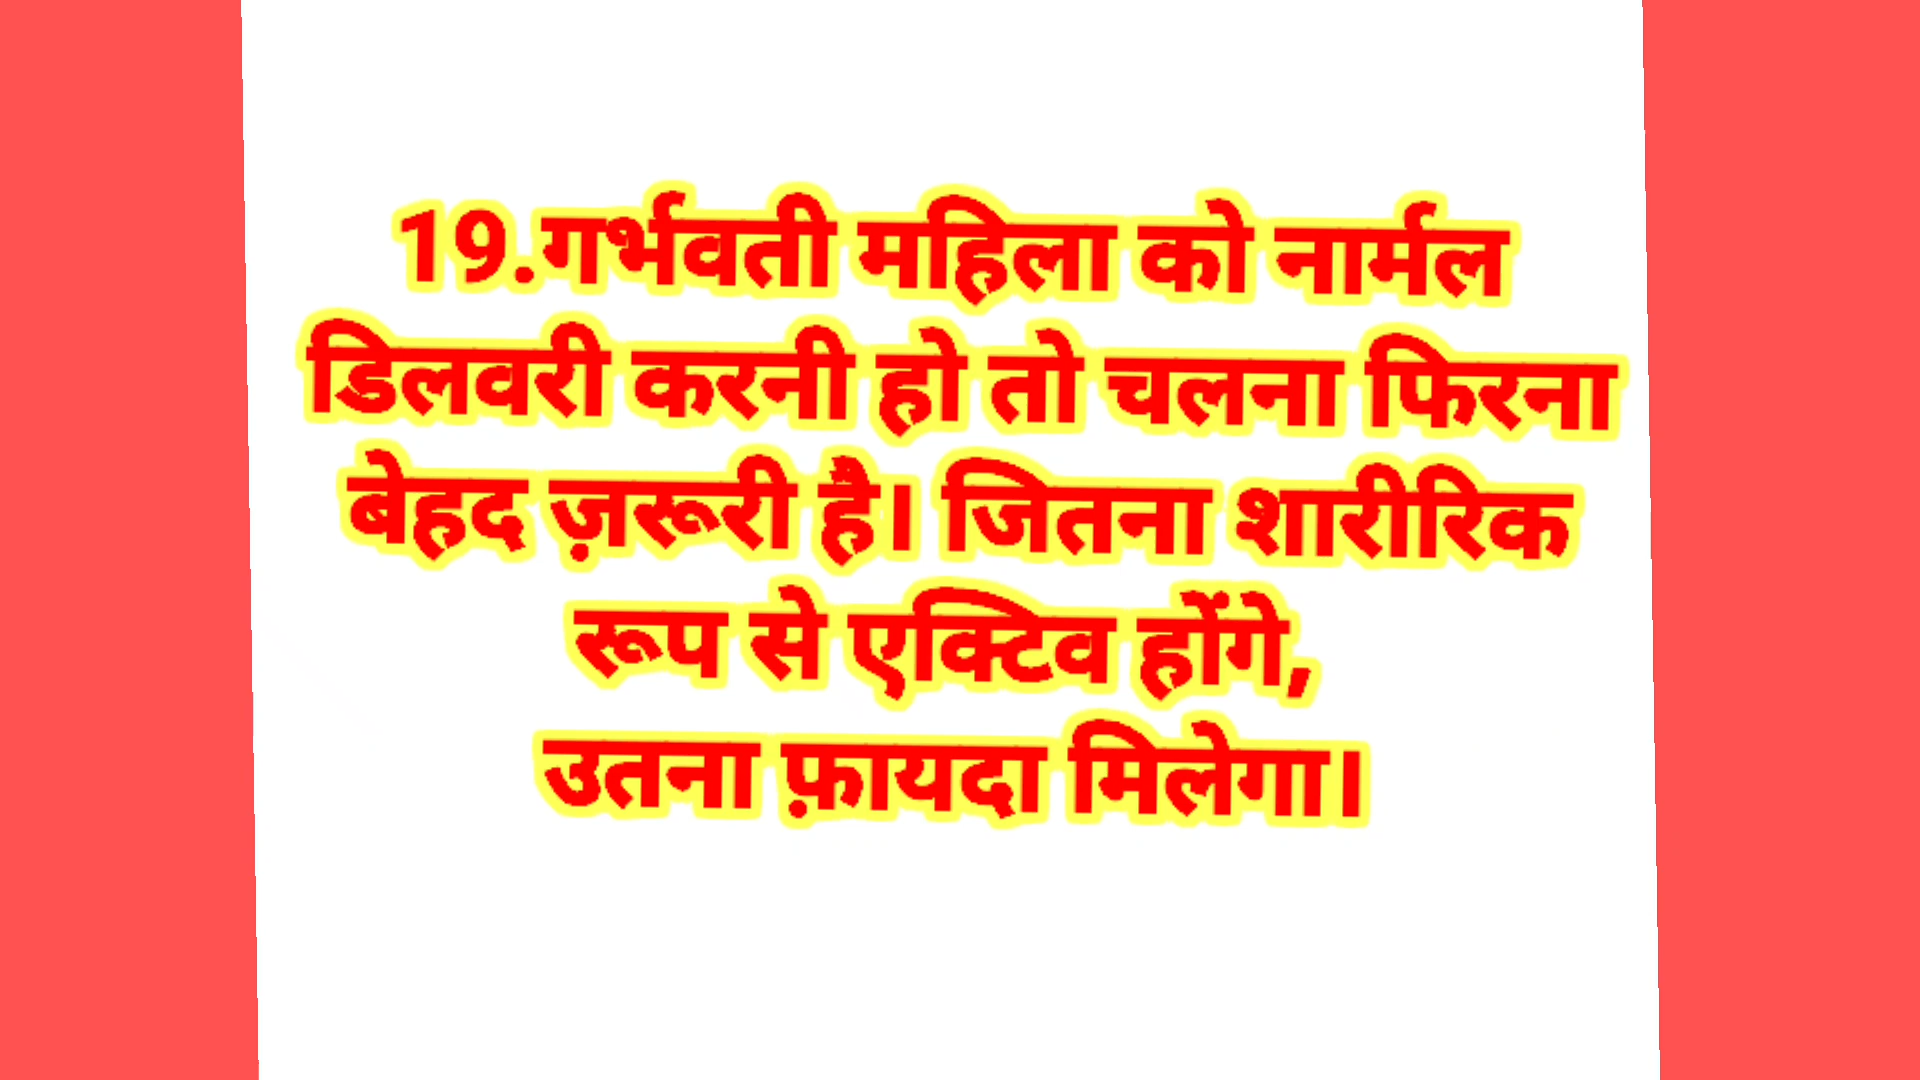 19.गर्भवती महिला को नार्मल
डिलवरी करनी हो तो चलना फिरना
बेहद ज़रूरी है। जितना शारीरिक
रूप से एक्टिव होंगे,
उतना फ़ायदा मिलेगा।